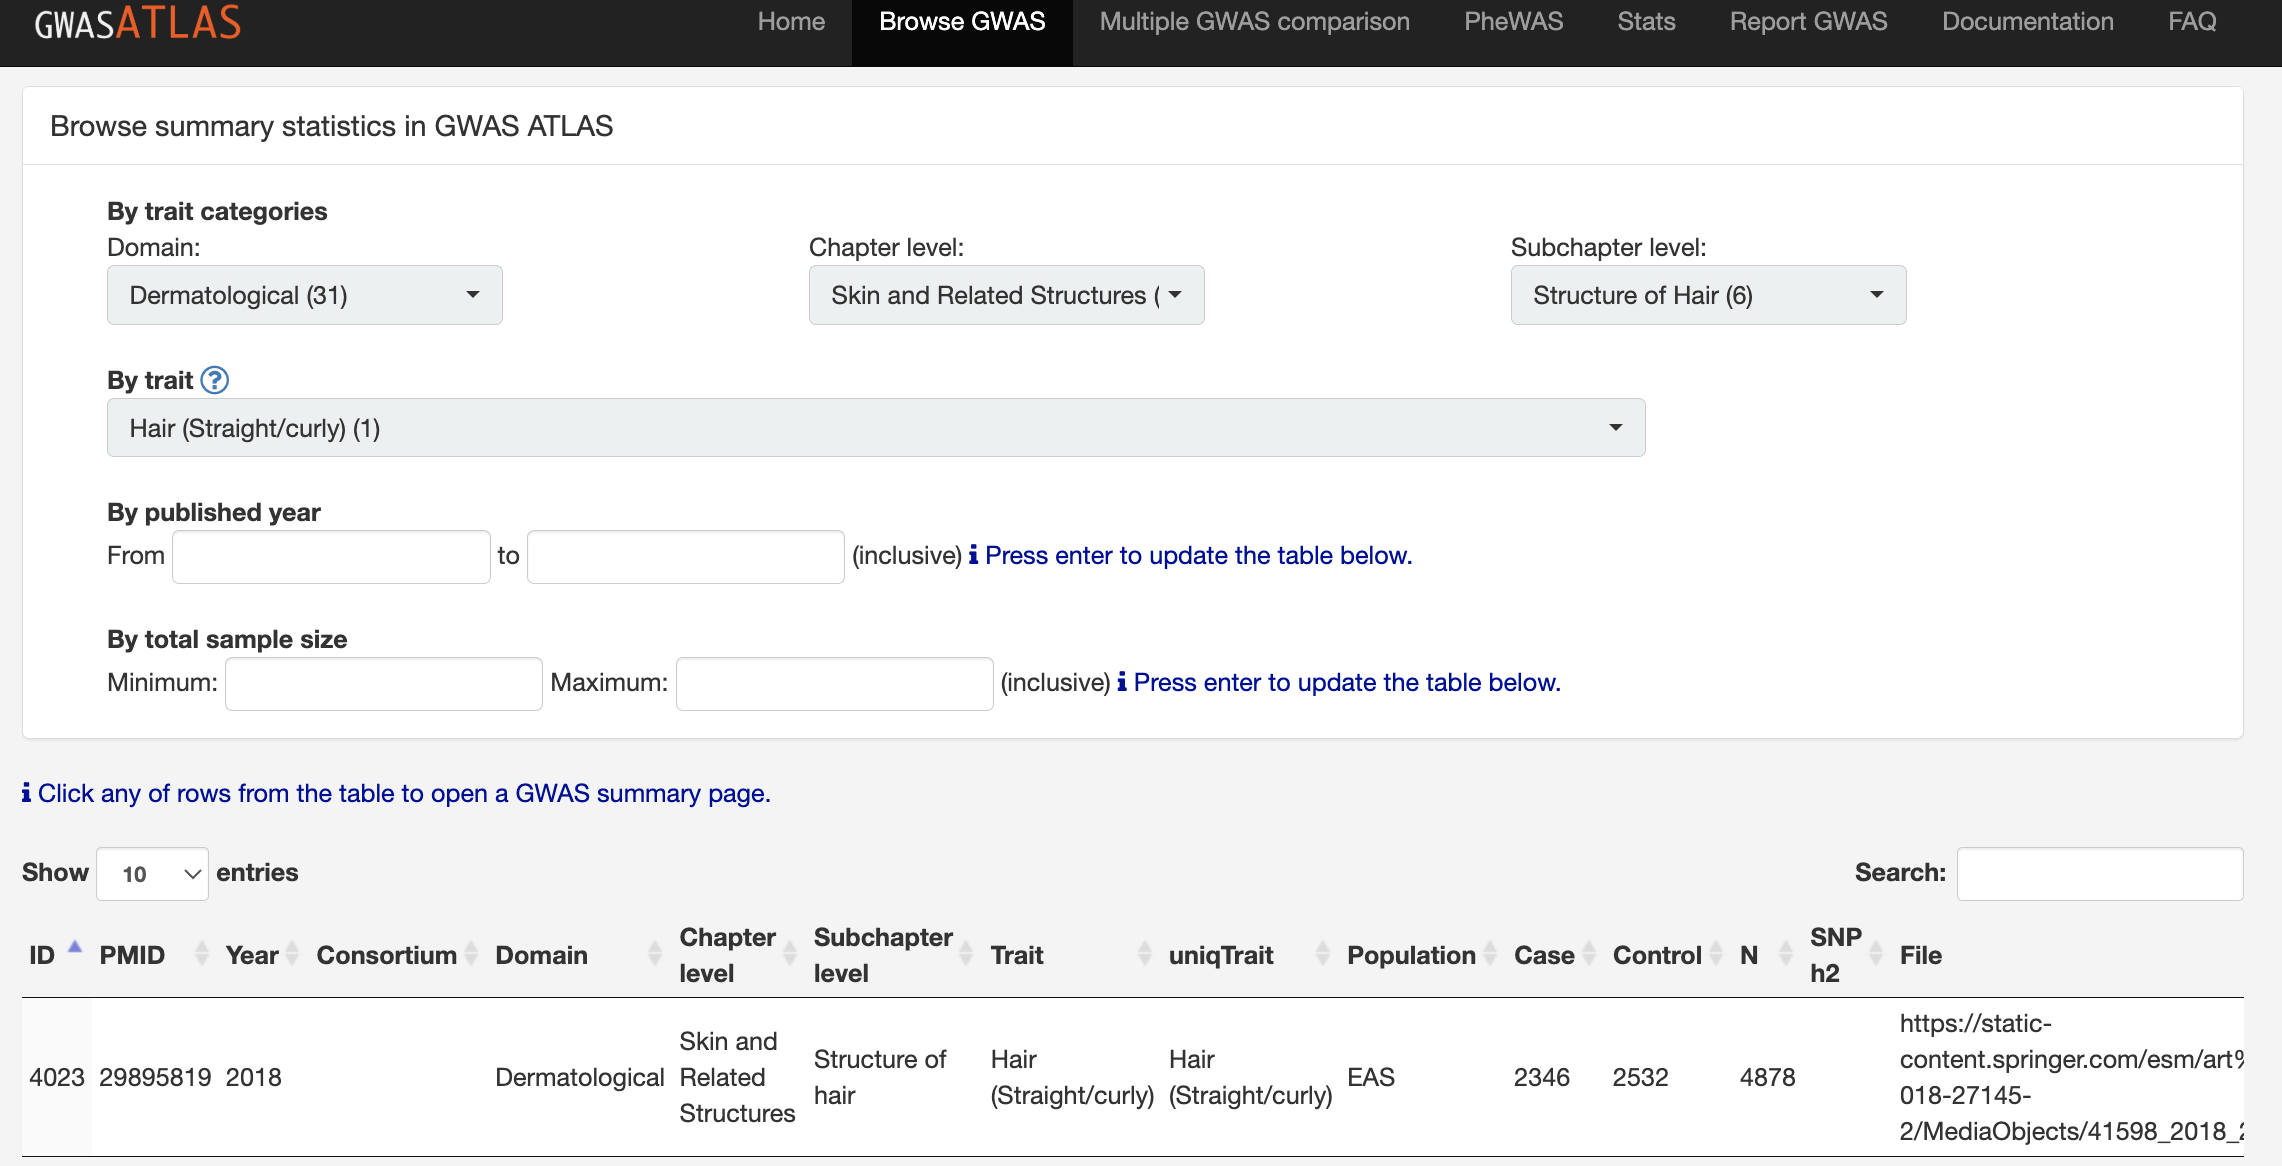 GWASATLAS Home Browse GWAS Multiple GWAS comparison PheWAS Stats Report GWAS Documentation FAQ
Browse summary statistics in GWAS ATLAS
By trait categories
Domain: Chapter level: Subchapter level:
Dermatological (31) Skin and Related Structures ( Structure of Hair (6)
By trait ?
Hair (Straight/curly) (1)
By published year
From to (inclusive) i Press enter to update the table below.
By total sample size
Minimum: Maximum: (inclusive) i Press enter to update the table below.
i Click any of rows from the table to open a GWAS summary page.
Show 10 entries Search:
ID PMID Year Consortium Domain Chapter level Subchapter level Trait uniqTrait Population Case Control N SNP h2 File
4023 29895819 2018 Dermatological Skin and Related Structures Structure of hair Hair (Straight/curly) Hair (Straight/curly) EAS 2346 2532 4878 https://static-
content.springer.com/esm/art%
018-27145-
2/MediaObjects/41598_2018_2